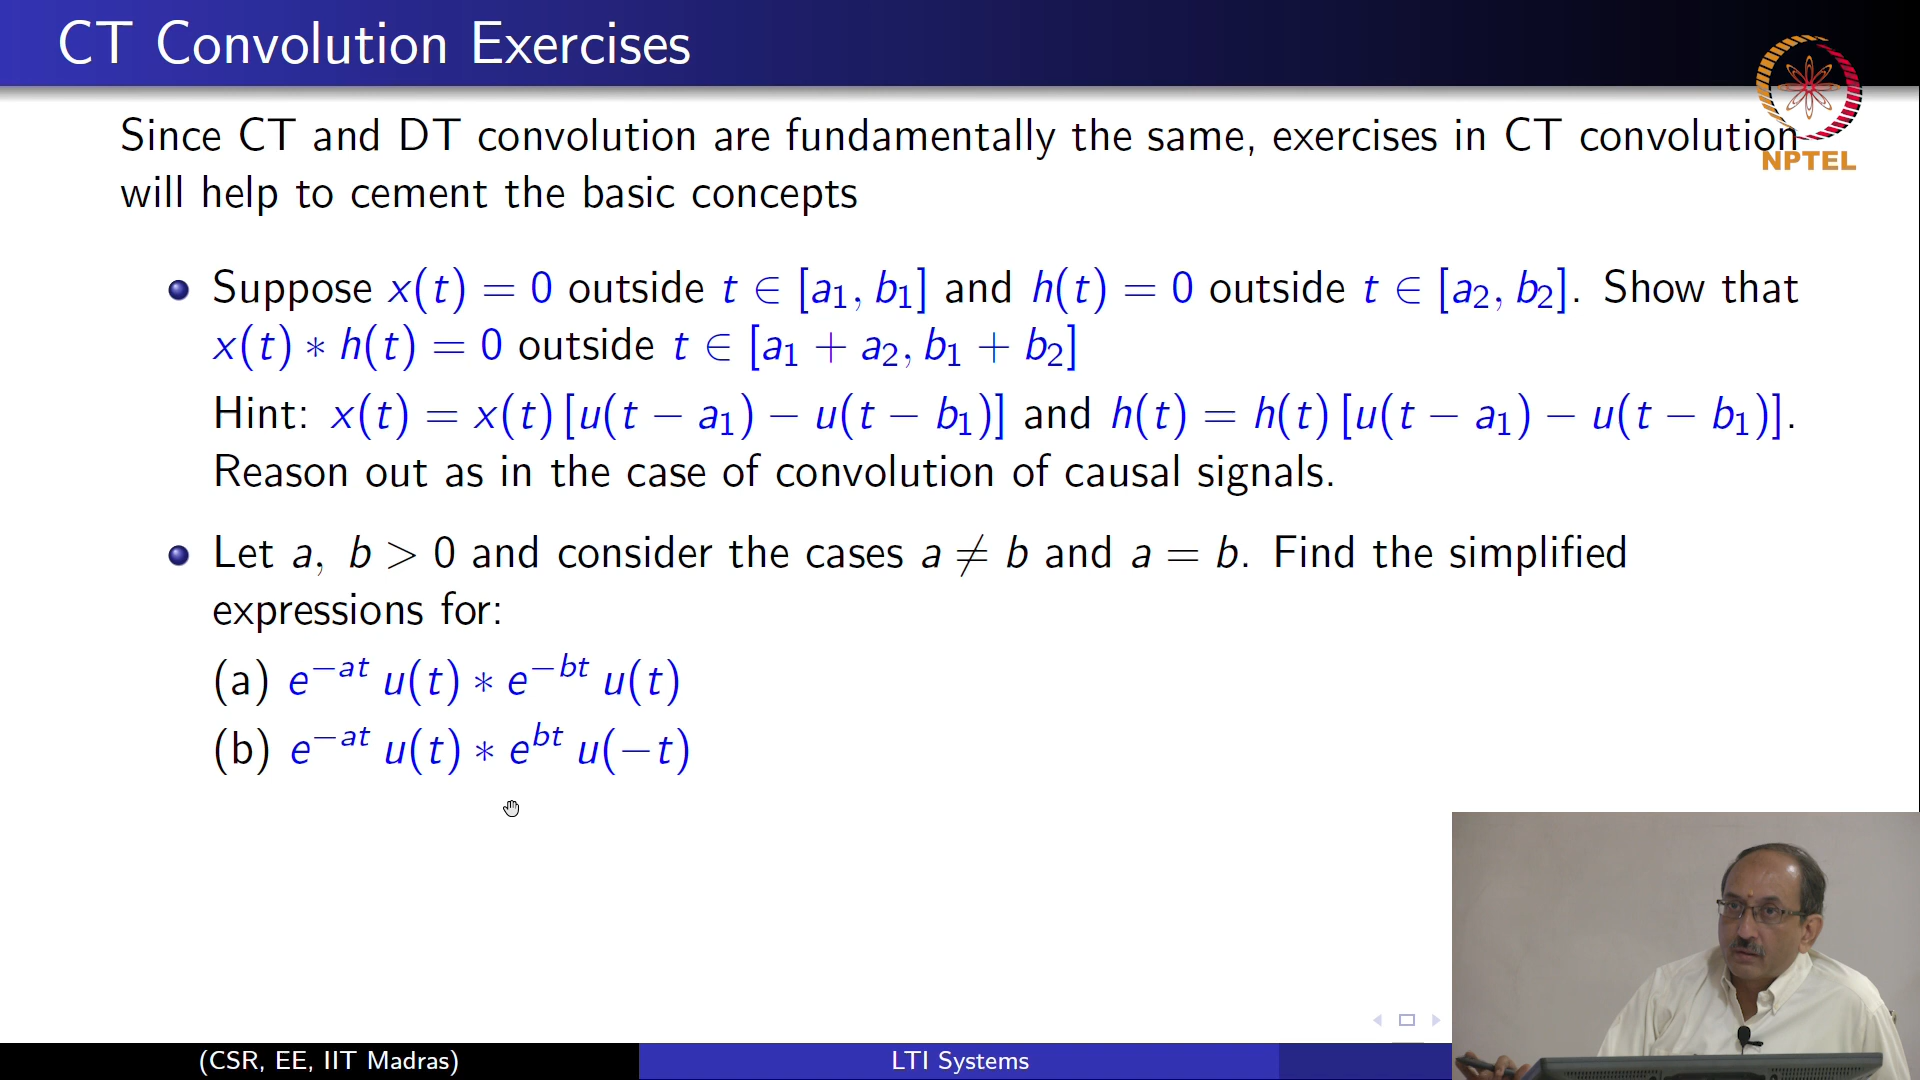 CT Convolution Exercises
NPTEL
Since CT and DT convolution are fundamentally the same, exercises in CT convolution
will help to cement the basic concepts
Suppose x(t) = 0 outside t ∈ [a₁, b₁] and h(t) = 0 outside t ∈ [a₂, b₂]. Show that
x(t) ∗ h(t) = 0 outside t ∈ [a₁ + a₂, b₁ + b₂]
Hint: x(t) = x(t) [u(t − a₁) − u(t − b₁)] and h(t) = h(t) [u(t − a₁) − u(t − b₁)].
Reason out as in the case of convolution of causal signals.
Let a, b > 0 and consider the cases a ≠ b and a = b. Find the simplified
expressions for:
(a) e^{−at} u(t) ∗ e^{−bt} u(t)
(b) e^{−at} u(t) ∗ e^{bt} u(−t)
(CSR, EE, IIT Madras)
LTI Systems